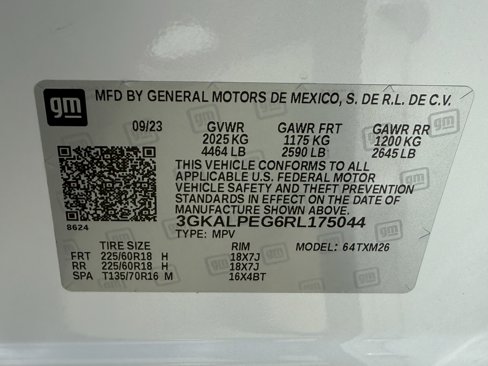 gm MFD BY GENERAL MOTORS DE MEXICO, S. DE R.L. DE C.V.
09/23 GVWR GAWR FRT GAWR RR
2025 KG 1175 KG 1200 KG
4464 LB 2590 LB 2645 LB
THIS VEHICLE CONFORMS TO ALL
APPLICABLE U.S. FEDERAL MOTOR
VEHICLE SAFETY AND THEFT PREVENTION
STANDARDS IN EFFECT ON THE DATE OF
MANUFACTURE SHOWN ABOVE.
8624 3GKALPEG6RL175044
TYPE: MPV MODEL: 64TXM26
TIRE SIZE RIM
FRT 225/60R18 H 18X7J
RR 225/60R18 H 18X7J
SPA T135/70R16 M 16X4BT